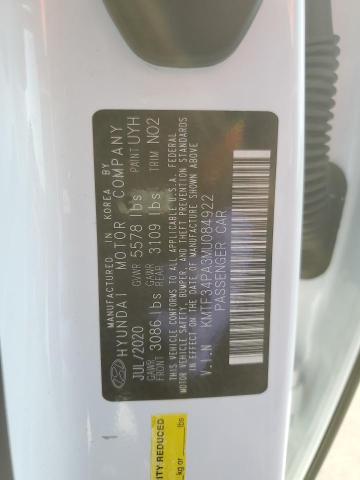 MANUFACTURED IN KOREA BY
HYUNDAI MOTOR COMPANY
JUL/2020 GVWR 5578 lbs PAINT UYH
GAWR FRONT 3086 lbs GAWR REAR 3109 lbs TRIM NO2
THIS VEHICLE CONFORMS TO ALL APPLICABLE U.S.A. FEDERAL
MOTOR VEHICLE SAFETY, BUMPER, AND THEFT PREVENTION STANDARDS
IN EFFECT ON THE DATE OF MANUFACTURE SHOWN ABOVE
V.I.N KMTF34PA3MU084922
PASSENGER CAR
ITY REDUCED
kg or lbs